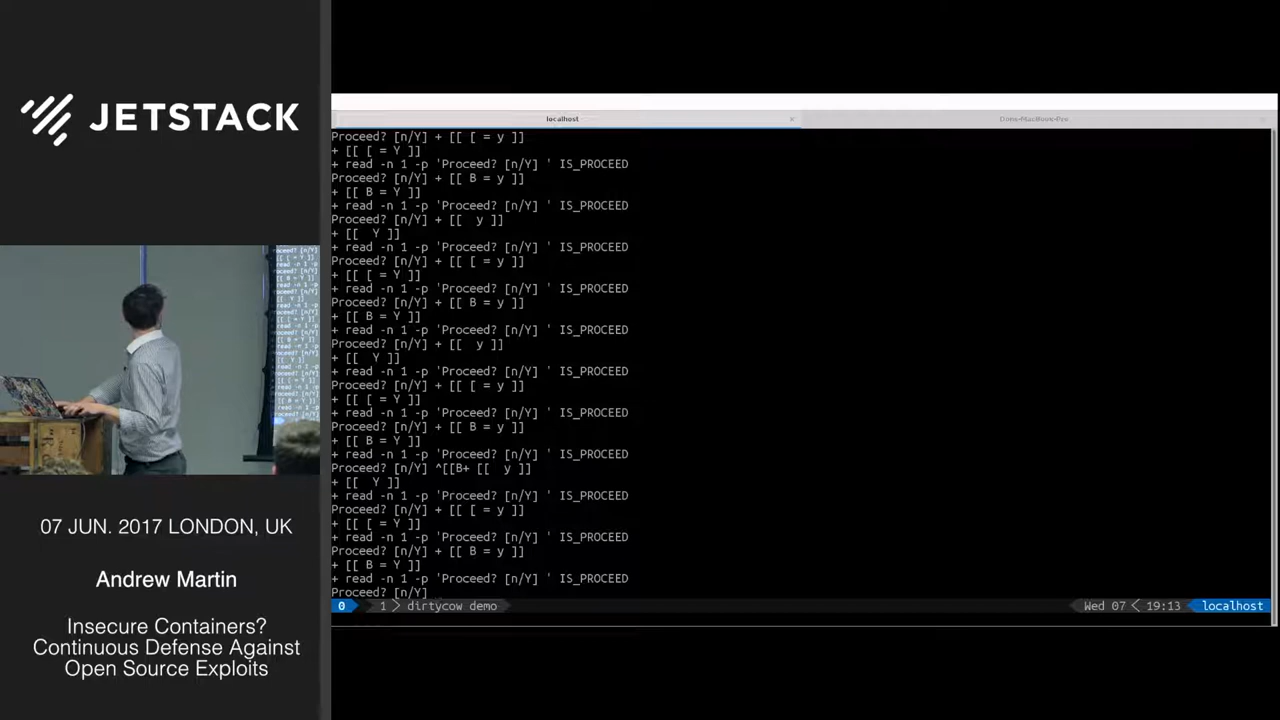 JETSTACK
07 JUN. 2017 LONDON, UK
Andrew Martin
Insecure Containers?
Continuous Defense Against
Open Source Exploits
localhost
Proceed? [n/Y] + [[ [ = y ]]
+ [[ [ = Y ]]
+ read -n 1 -p 'Proceed? [n/Y] ' IS_PROCEED
Proceed? [n/Y] + [[ B = y ]]
+ [[ B = Y ]]
+ read -n 1 -p 'Proceed? [n/Y] ' IS_PROCEED
Proceed? [n/Y] + [[  y ]]
+ [[  Y ]]
+ read -n 1 -p 'Proceed? [n/Y] ' IS_PROCEED
Proceed? [n/Y] + [[ [ = y ]]
+ [[ [ = Y ]]
+ read -n 1 -p 'Proceed? [n/Y] ' IS_PROCEED
Proceed? [n/Y] + [[ B = y ]]
+ [[ B = Y ]]
+ read -n 1 -p 'Proceed? [n/Y] ' IS_PROCEED
Proceed? [n/Y] + [[  y ]]
+ [[  Y ]]
+ read -n 1 -p 'Proceed? [n/Y] ' IS_PROCEED
Proceed? [n/Y] + [[ [ = y ]]
+ [[ [ = Y ]]
+ read -n 1 -p 'Proceed? [n/Y] ' IS_PROCEED
Proceed? [n/Y] + [[ B = y ]]
+ [[ B = Y ]]
+ read -n 1 -p 'Proceed? [n/Y] ' IS_PROCEED
Proceed? [n/Y] ^[[B+ [[  y ]]
+ [[  Y ]]
+ read -n 1 -p 'Proceed? [n/Y] ' IS_PROCEED
Proceed? [n/Y] + [[ [ = y ]]
+ [[ [ = Y ]]
+ read -n 1 -p 'Proceed? [n/Y] ' IS_PROCEED
Proceed? [n/Y] + [[ B = y ]]
+ [[ B = Y ]]
+ read -n 1 -p 'Proceed? [n/Y] ' IS_PROCEED
Proceed? [n/Y]
0 1 > dirtycow demo Wed 07 < 19:13 localhost